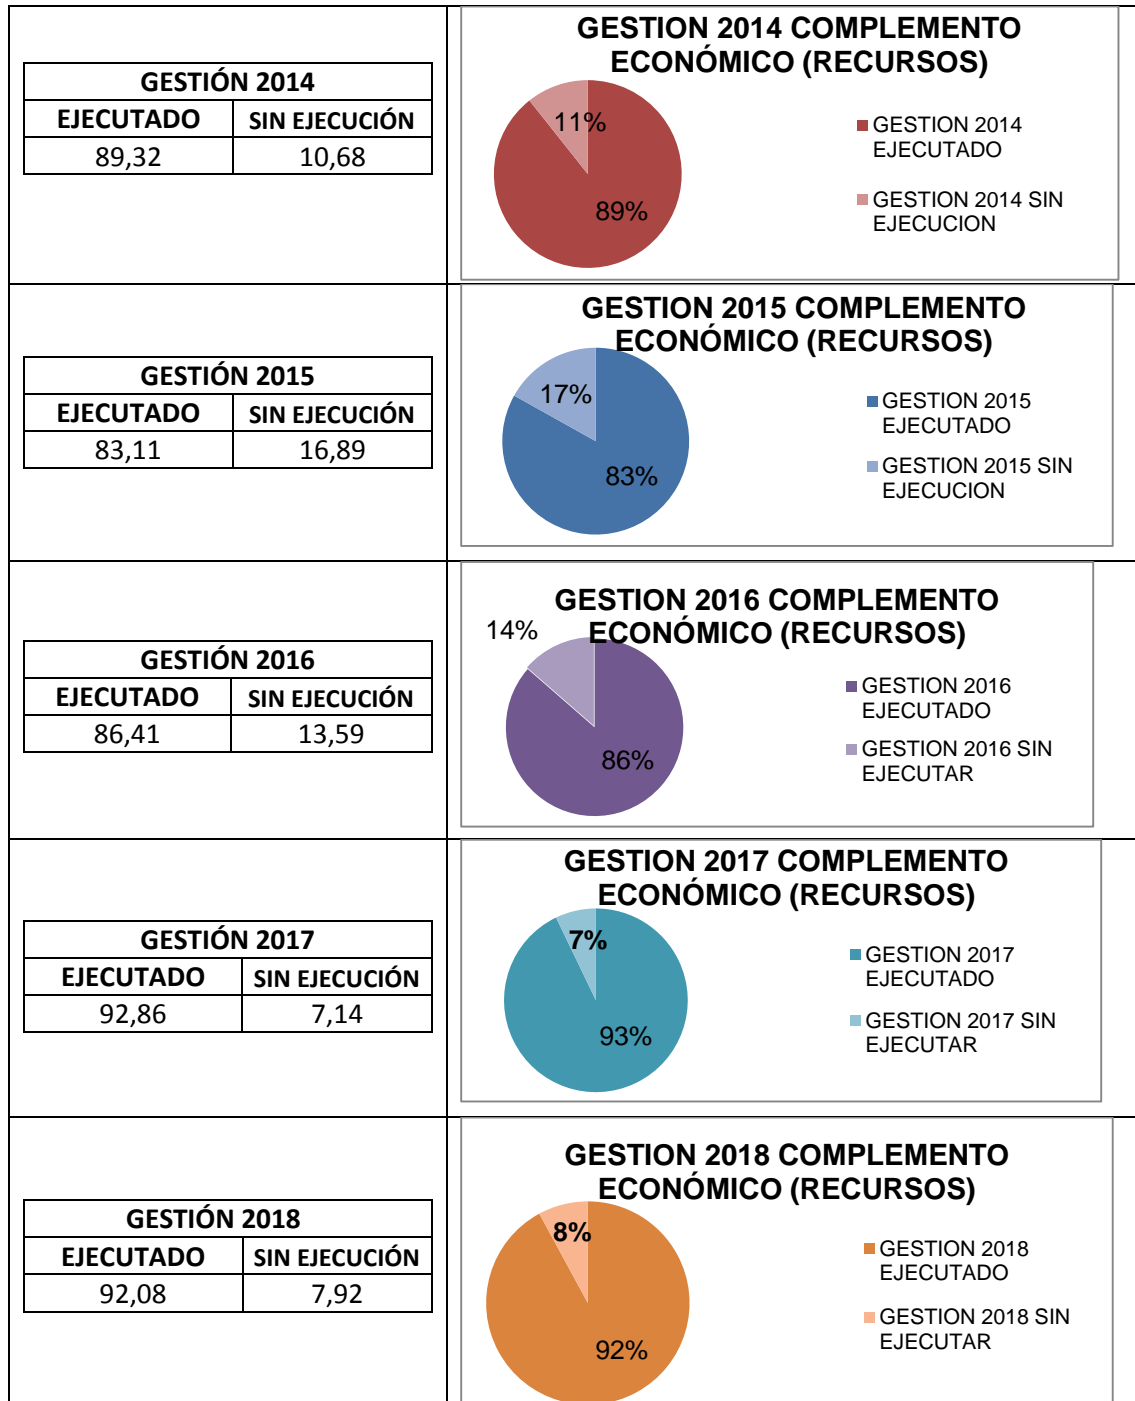 GESTIÓN 2014
EJECUTADO SIN EJECUCIÓN
89,32 10,68
GESTION 2014 COMPLEMENTO
ECONÓMICO (RECURSOS)
11%
89%
GESTION 2014
EJECUTADO
GESTION 2014 SIN
EJECUCION
GESTIÓN 2015
EJECUTADO SIN EJECUCIÓN
83,11 16,89
GESTION 2015 COMPLEMENTO
ECONÓMICO (RECURSOS)
17%
83%
GESTION 2015
EJECUTADO
GESTION 2015 SIN
EJECUCION
GESTIÓN 2016
EJECUTADO SIN EJECUCIÓN
86,41 13,59
GESTION 2016 COMPLEMENTO
ECONÓMICO (RECURSOS)
14%
86%
GESTION 2016
EJECUTADO
GESTION 2016 SIN
EJECUTAR
GESTIÓN 2017
EJECUTADO SIN EJECUCIÓN
92,86 7,14
GESTION 2017 COMPLEMENTO
ECONÓMICO (RECURSOS)
7%
93%
GESTION 2017
EJECUTADO
GESTION 2017 SIN
EJECUTAR
GESTIÓN 2018
EJECUTADO SIN EJECUCIÓN
92,08 7,92
GESTION 2018 COMPLEMENTO
ECONÓMICO (RECURSOS)
8%
92%
GESTION 2018
EJECUTADO
GESTION 2018 SIN
EJECUTAR